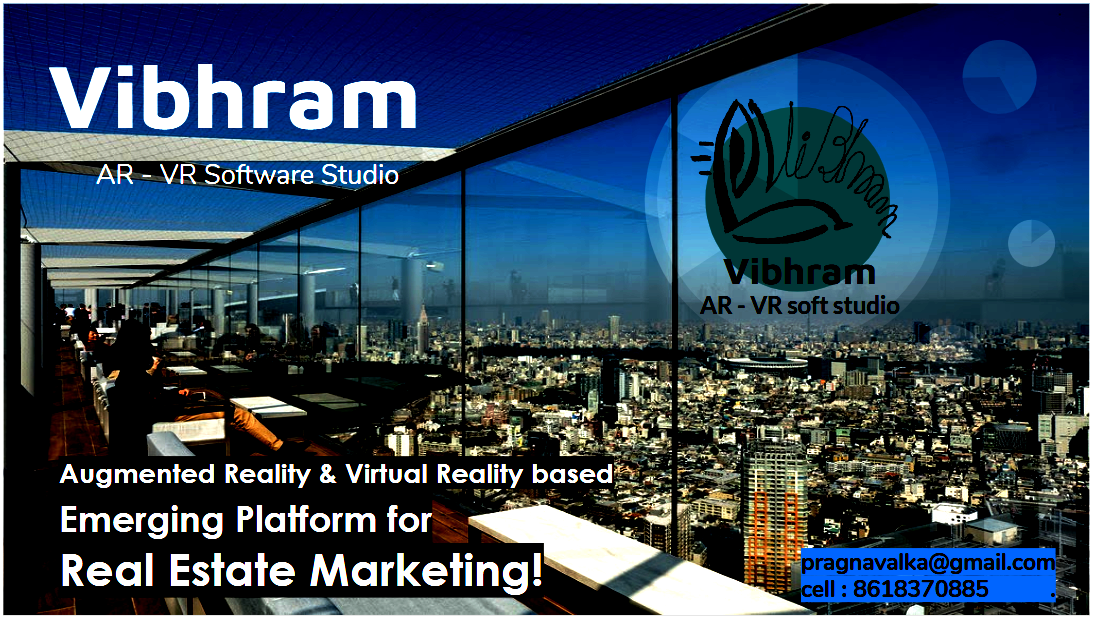 Vibhram
AR - VR Software Studio
ViBhram
Vibhram
AR - VR soft studio
Augmented Reality & Virtual Reality based
Emerging Platform for
Real Estate Marketing!
pragnavalka@gmail.com
cell : 8618370885 .